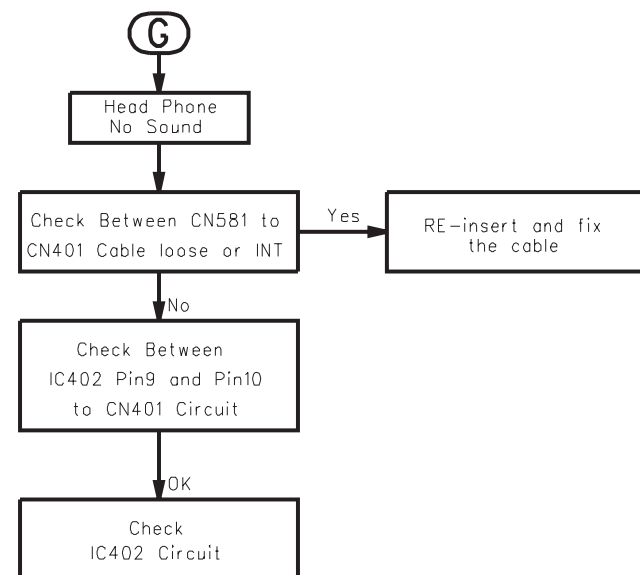 G
Head Phone
No Sound
Check Between CN581 to
CN401 Cable loose or INT
Yes
RE-insert and fix
the cable
No
Check Between
IC402 Pin9 and Pin10
to CN401 Circuit
OK
Check
IC402 Circuit